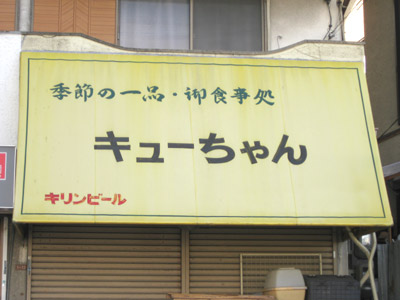 季節の一品・御食事処
キューちゃん
キリンビール